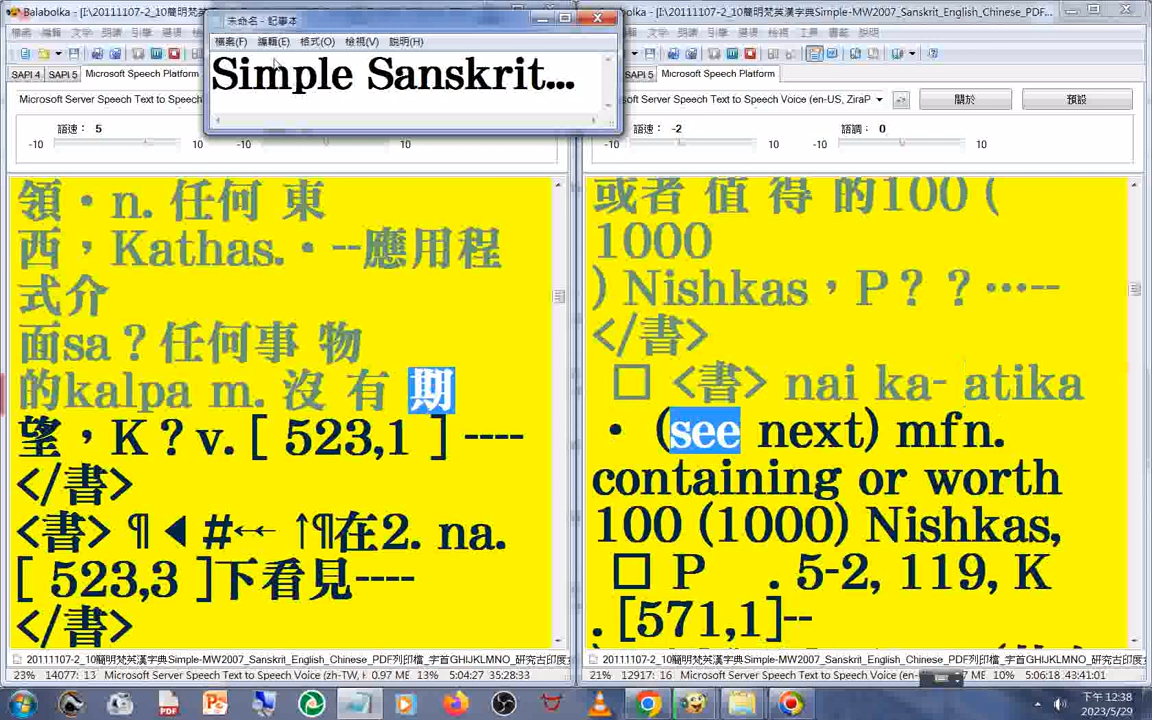 Balabolka - [I:\20111107-2_10簡明梵英漢
未命名 - 記事本
olka - [I:\20111107-2_10簡明梵英漢字典Simple-MW2007_Sanskrit_English_Chinese_PDF...
檔案(F) 編輯(E) 格式(O) 檢視(V) 說明(H)
Simple Sanskrit...
SAPI 4 SAPI 5 Microsoft Speech Platform
SAPI 5 Microsoft Speech Platform
Microsoft Server Speech Text to Speech
oft Server Speech Text to Speech Voice (en-US, ZiraP
關於 預設
語速： 5
語速： -2 語調： 0
-10 10 -10 10
-10 10 -10 10
領・n. 任何 東
西，Kathas.・--應用程
式介
面sa？任何事 物
的kalpa m. 沒 有 期
望，K？v. [ 523,1 ] ----
</書>
<書> ¶◄#←← ↑¶在2. na.
[ 523,3 ]下看見----
</書>
或者 值 得 的100 (
1000
) Nishkas，P？？…--
</書>
□ <書> nai ka- atika
・ (see next) mfn.
containing or worth
100 (1000) Nishkas,
□ P . 5-2, 119, K
. [571,1]--
20111107-2_10簡明梵英漢字典Simple-MW2007_Sanskrit_English_Chinese_PDF列印檔_字首GHIJKLMNO_研究古印度
20111107-2_10簡明梵英漢字典Simple-MW2007_Sanskrit_English_Chinese_PDF列印檔_字首GHIJKLMNO_研究古印度
23% 14077: 13 Microsoft Server Speech Text to Speech Voice (zh-TW, H 0.97 ME 13% 5:04:27 35:28:33
21% 12917: 16 Microsoft Server Speech Text to Speech Voice (en-US 10% 5:06:18 43:41:01
下午 12:38
2023/5/29